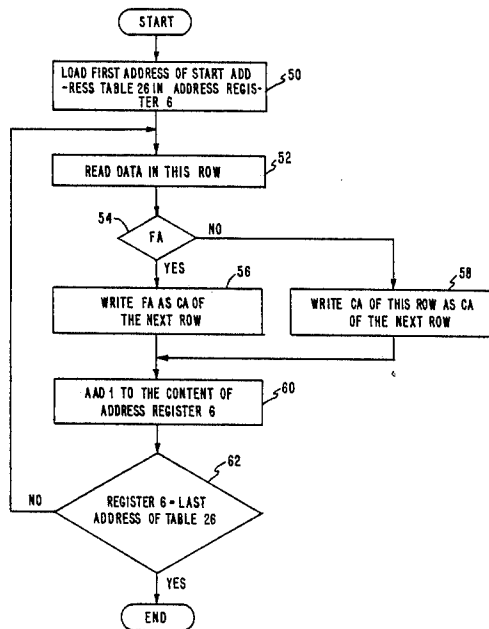 START
LOAD FIRST ADDRESS OF START ADD
-RESS TABLE 26 IN ADDRESS REGIS-
TER 6
50
READ DATA IN THIS ROW
52
54
FA
NO
YES
56
WRITE FA AS CA OF
THE NEXT ROW
58
WRITE CA OF THIS ROW AS CA
OF THE NEXT ROW
AAD 1 TO THE CONTENT OF
ADDRESS REGISTER 6
60
62
NO
REGISTER 6 = LAST
ADDRESS OF TABLE 26
YES
END